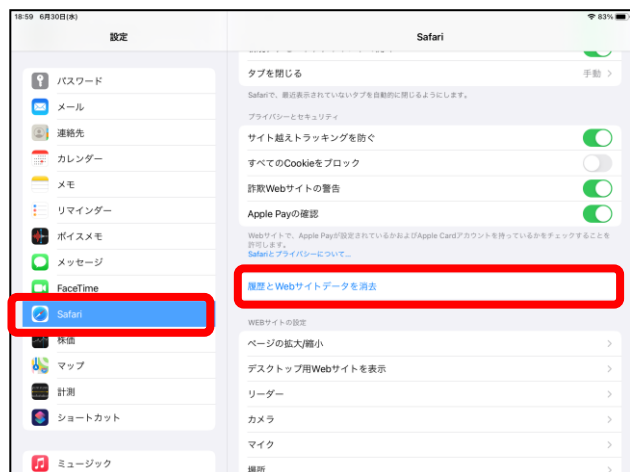 18:59 6月30日(水)
83%
設定
Safari
パスワード
メール
連絡先
カレンダー
メモ
リマインダー
ボイスメモ
メッセージ
FaceTime
Safari
株価
マップ
計測
ショートカット
ミュージック
タブを閉じる
手動
Safariで、最近表示されていないタブを自動的に閉じるようにします。
プライバシーとセキュリティ
サイト越えトラッキングを防ぐ
すべてのCookieをブロック
詐欺Webサイトの警告
Apple Payの確認
Webサイトで、Apple Payが設定されているかおよびApple Cardアカウントを持っているかをチェックすることを
許可します。
Safariとプライバシーについて...
履歴とWebサイトデータを消去
WEBサイトの設定
ページの拡大/縮小
デスクトップ用Webサイトを表示
リーダー
カメラ
マイク
場所